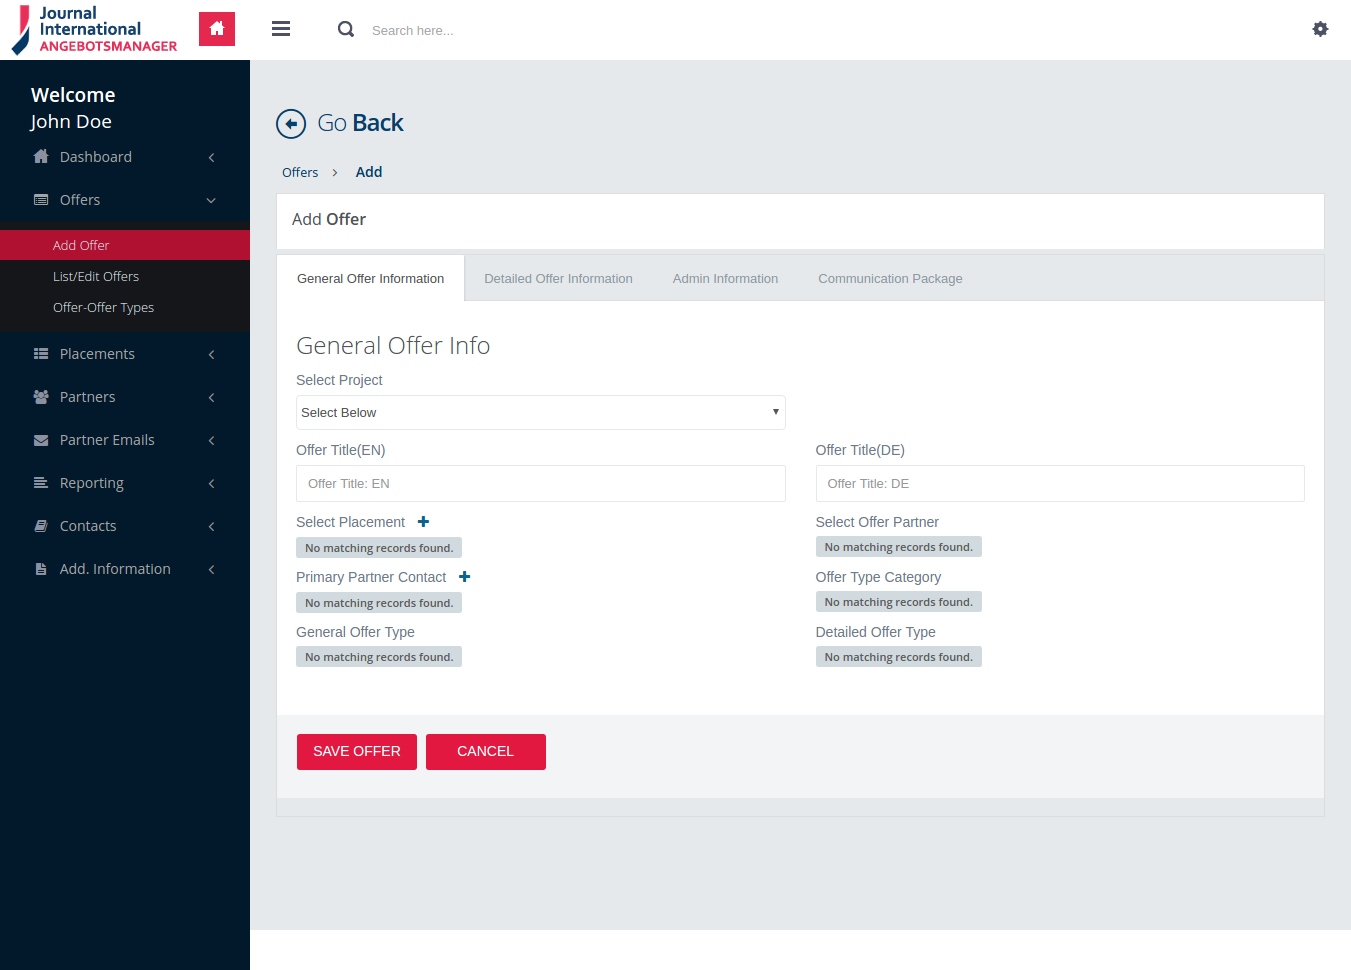 Journal
International
ANGEBOTSMANAGER
Search here...
Welcome
John Doe
Dashboard
Offers
Add Offer
List/Edit Offers
Offer-Offer Types
Placements
Partners
Partner Emails
Reporting
Contacts
Add. Information
Go Back
Offers > Add
Add Offer
General Offer Information Detailed Offer Information Admin Information Communication Package
General Offer Info
Select Project
Select Below
Offer Title(EN) Offer Title(DE)
Offer Title: EN Offer Title: DE
Select Placement Select Offer Partner
No matching records found. No matching records found.
Primary Partner Contact Offer Type Category
No matching records found. No matching records found.
General Offer Type Detailed Offer Type
No matching records found. No matching records found.
SAVE OFFER CANCEL